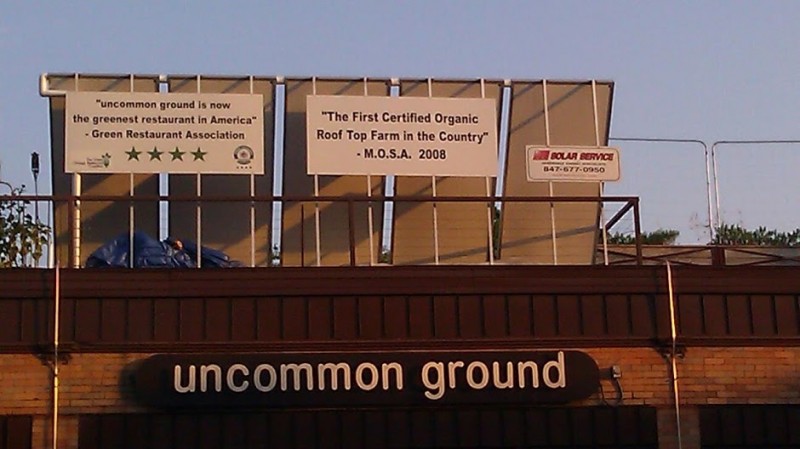 "uncommon ground is now
the greenest restaurant in America"
- Green Restaurant Association
"The First Certified Organic
Roof Top Farm in the Country"
- M.O.S.A. 2008
SOLAR SERVICE
847-677-0950
uncommon ground